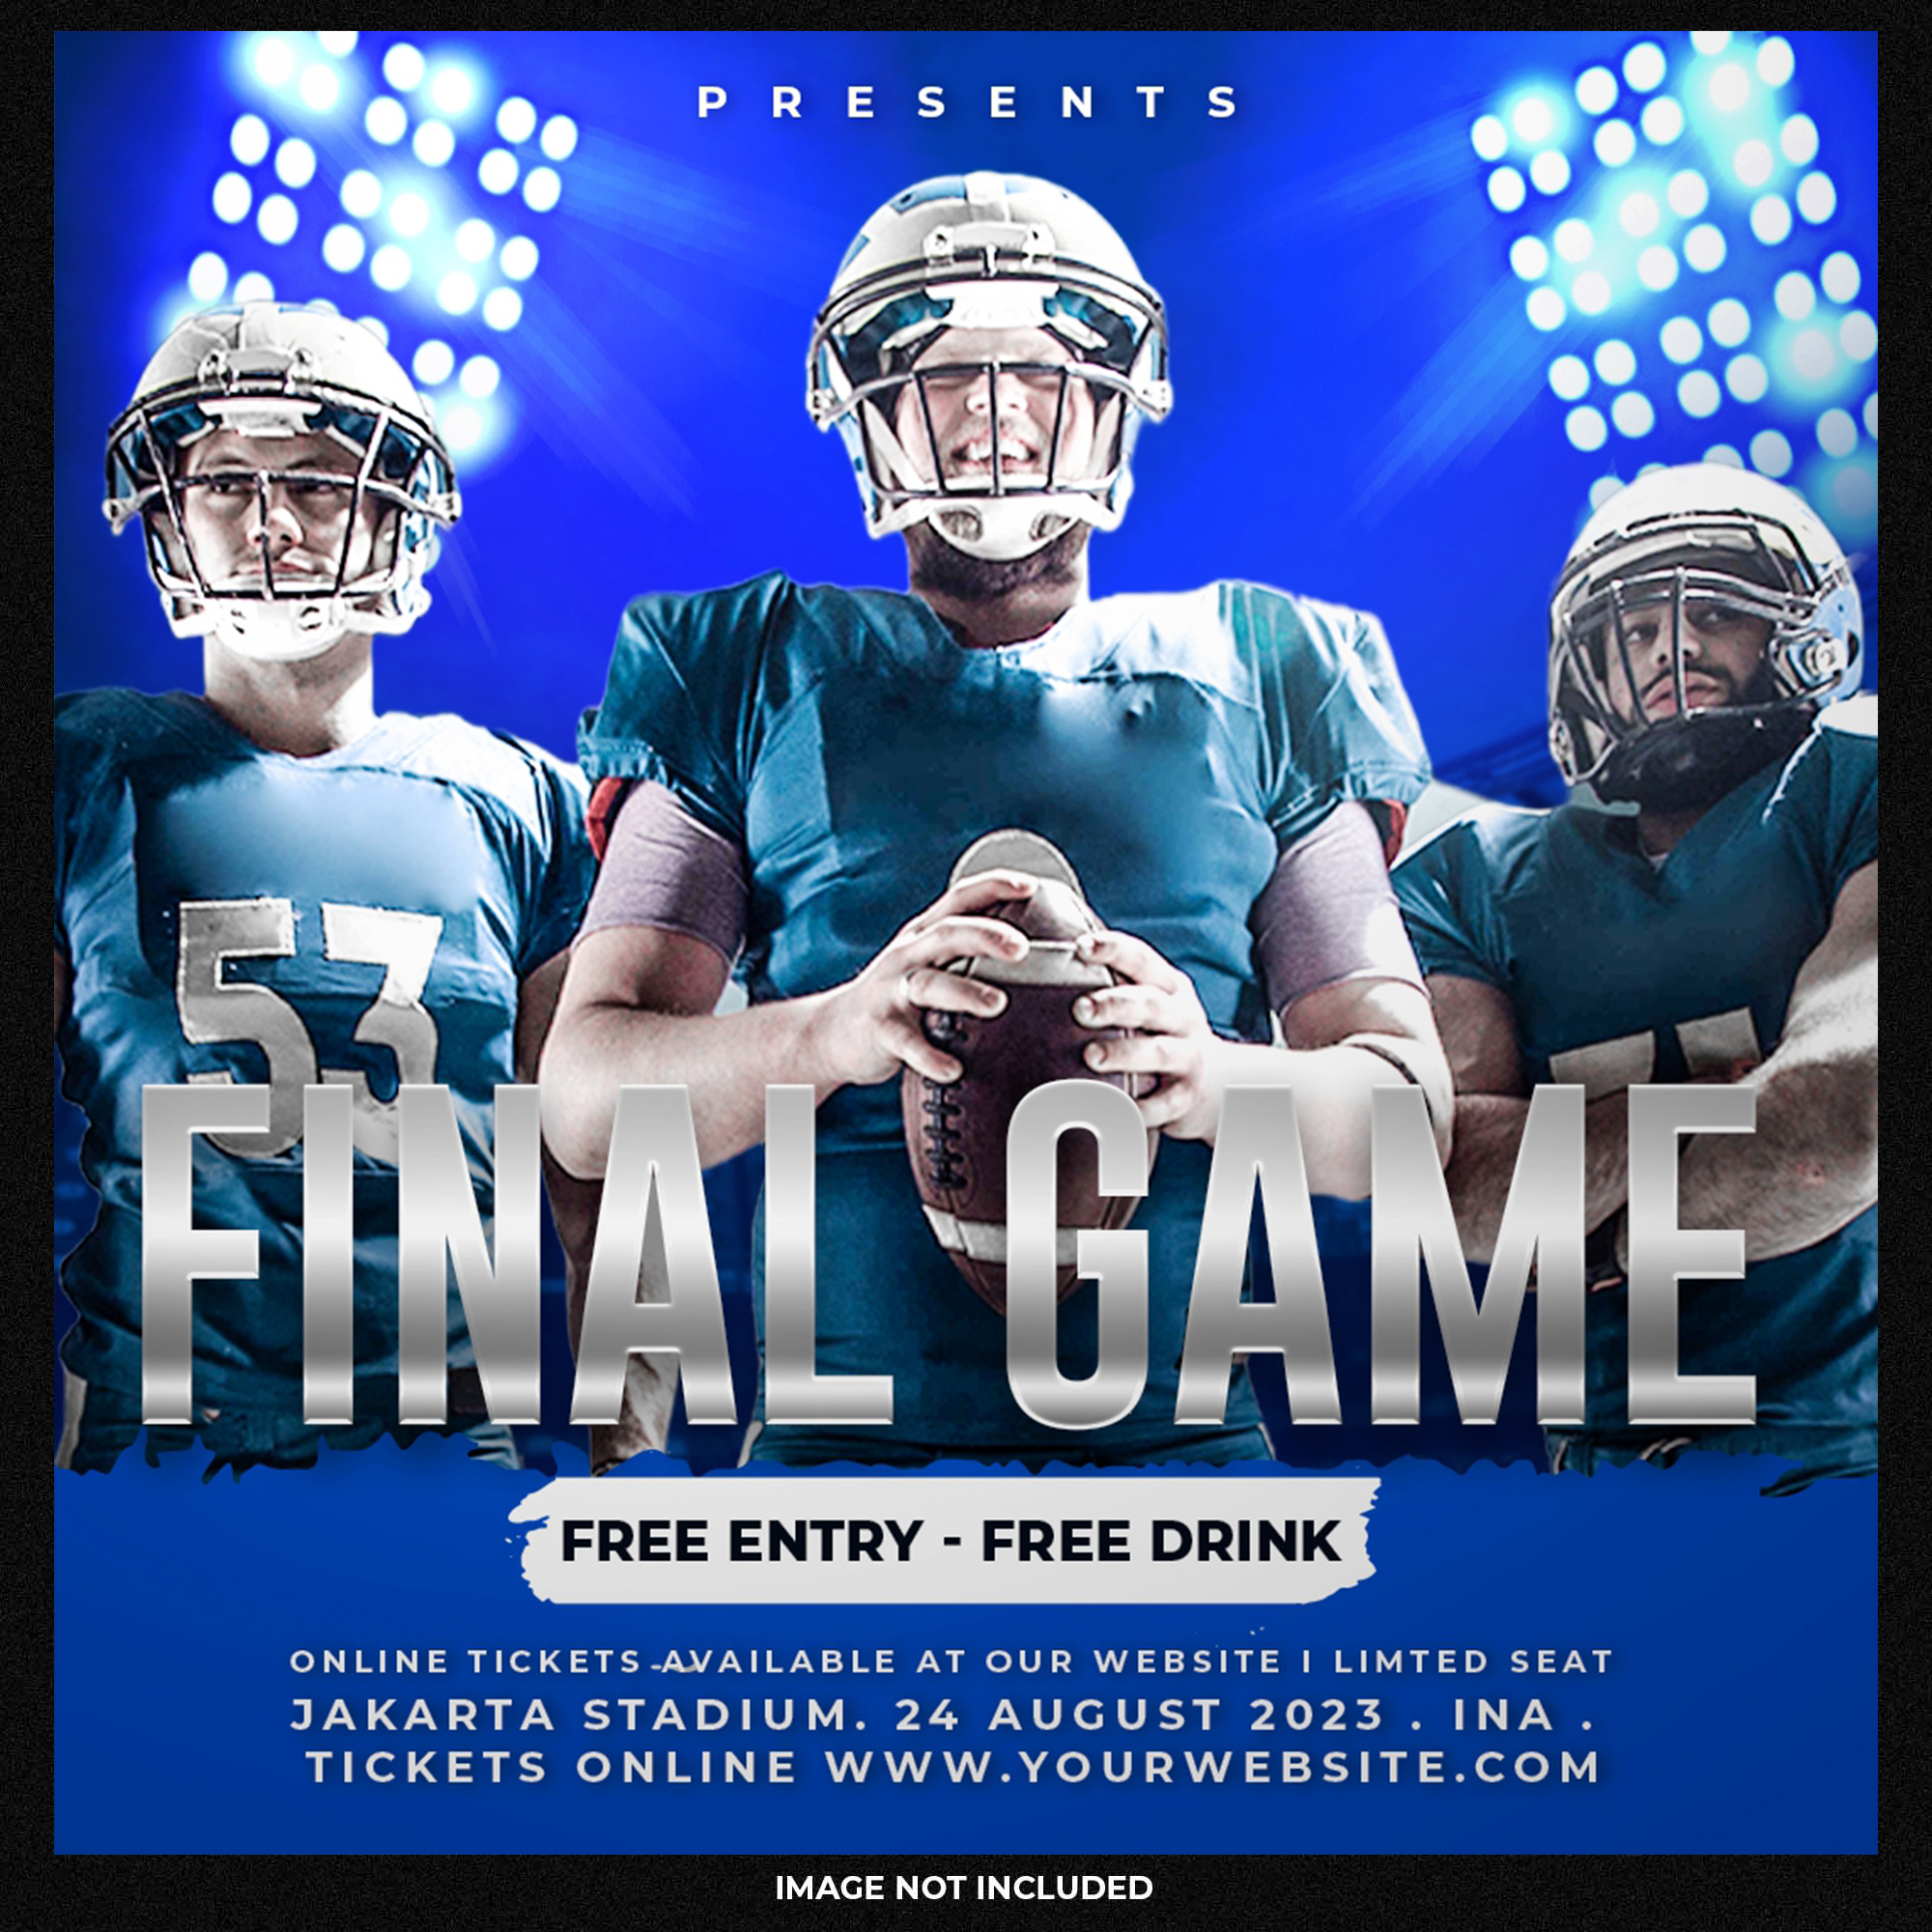 PRESENTS
53
FINAL GAME
FREE ENTRY - FREE DRINK
ONLINE TICKETS AVAILABLE AT OUR WEBSITE I LIMTED SEAT
JAKARTA STADIUM. 24 AUGUST 2023 . INA .
TICKETS ONLINE WWW.YOURWEBSITE.COM
IMAGE NOT INCLUDED